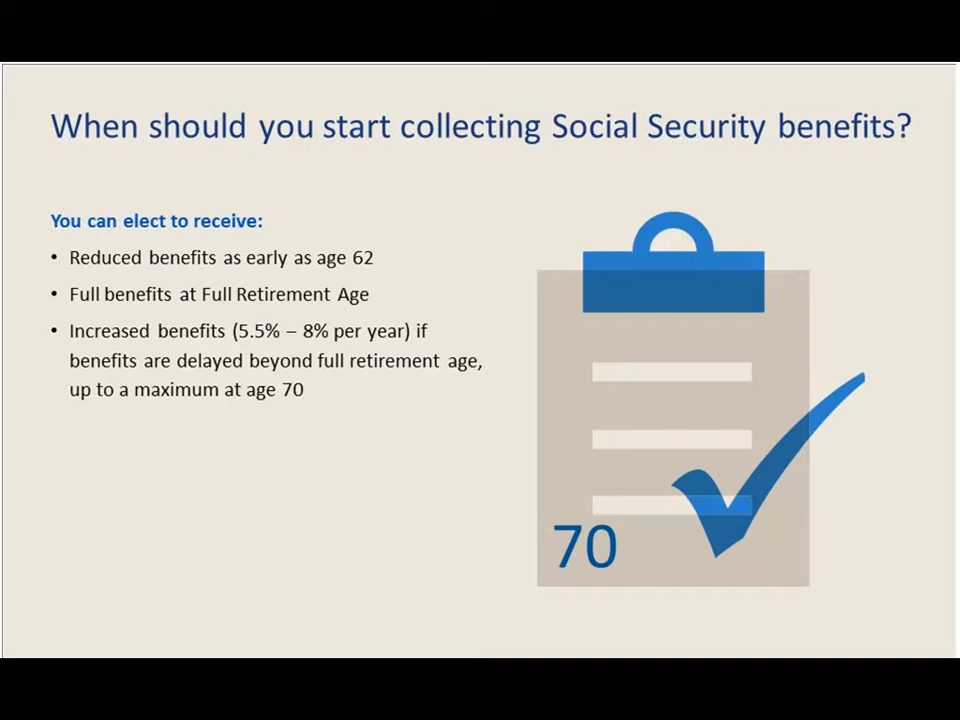 When should you start collecting Social Security benefits?
You can elect to receive:
• Reduced benefits as early as age 62
• Full benefits at Full Retirement Age
• Increased benefits (5.5% – 8% per year) if
benefits are delayed beyond full retirement age,
up to a maximum at age 70
70